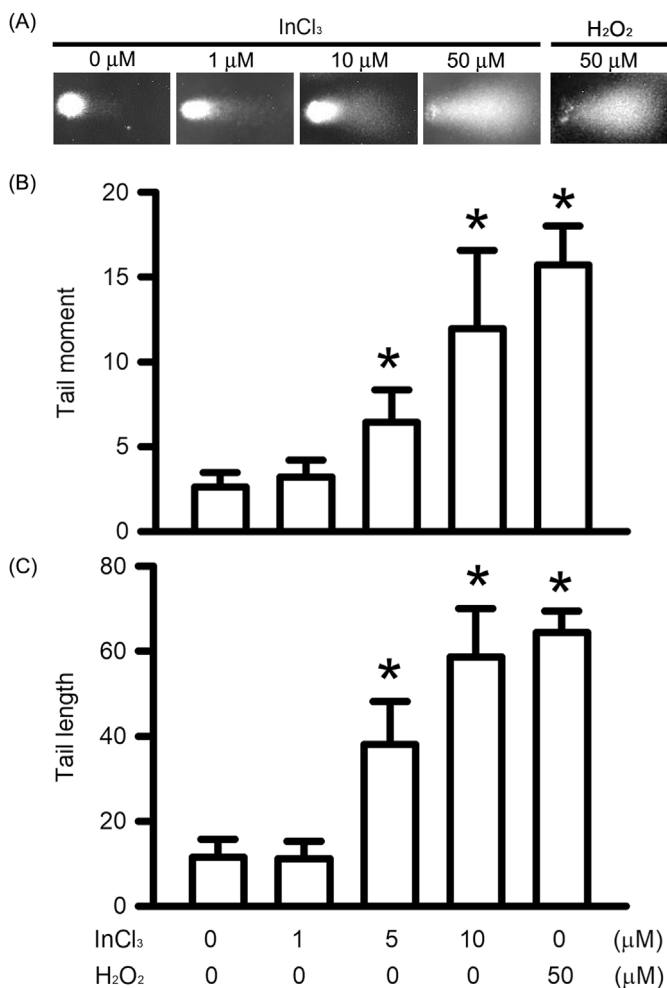 (A)
InCl₃ H₂O₂
0 μM 1 μM 10 μM 50 μM 50 μM
(B)
Tail moment
20
15
10
5
0
* * *
(C)
Tail length
80
60
40
20
0
* * *
InCl₃ 0 1 5 10 0 (μM)
H₂O₂ 0 0 0 0 50 (μM)